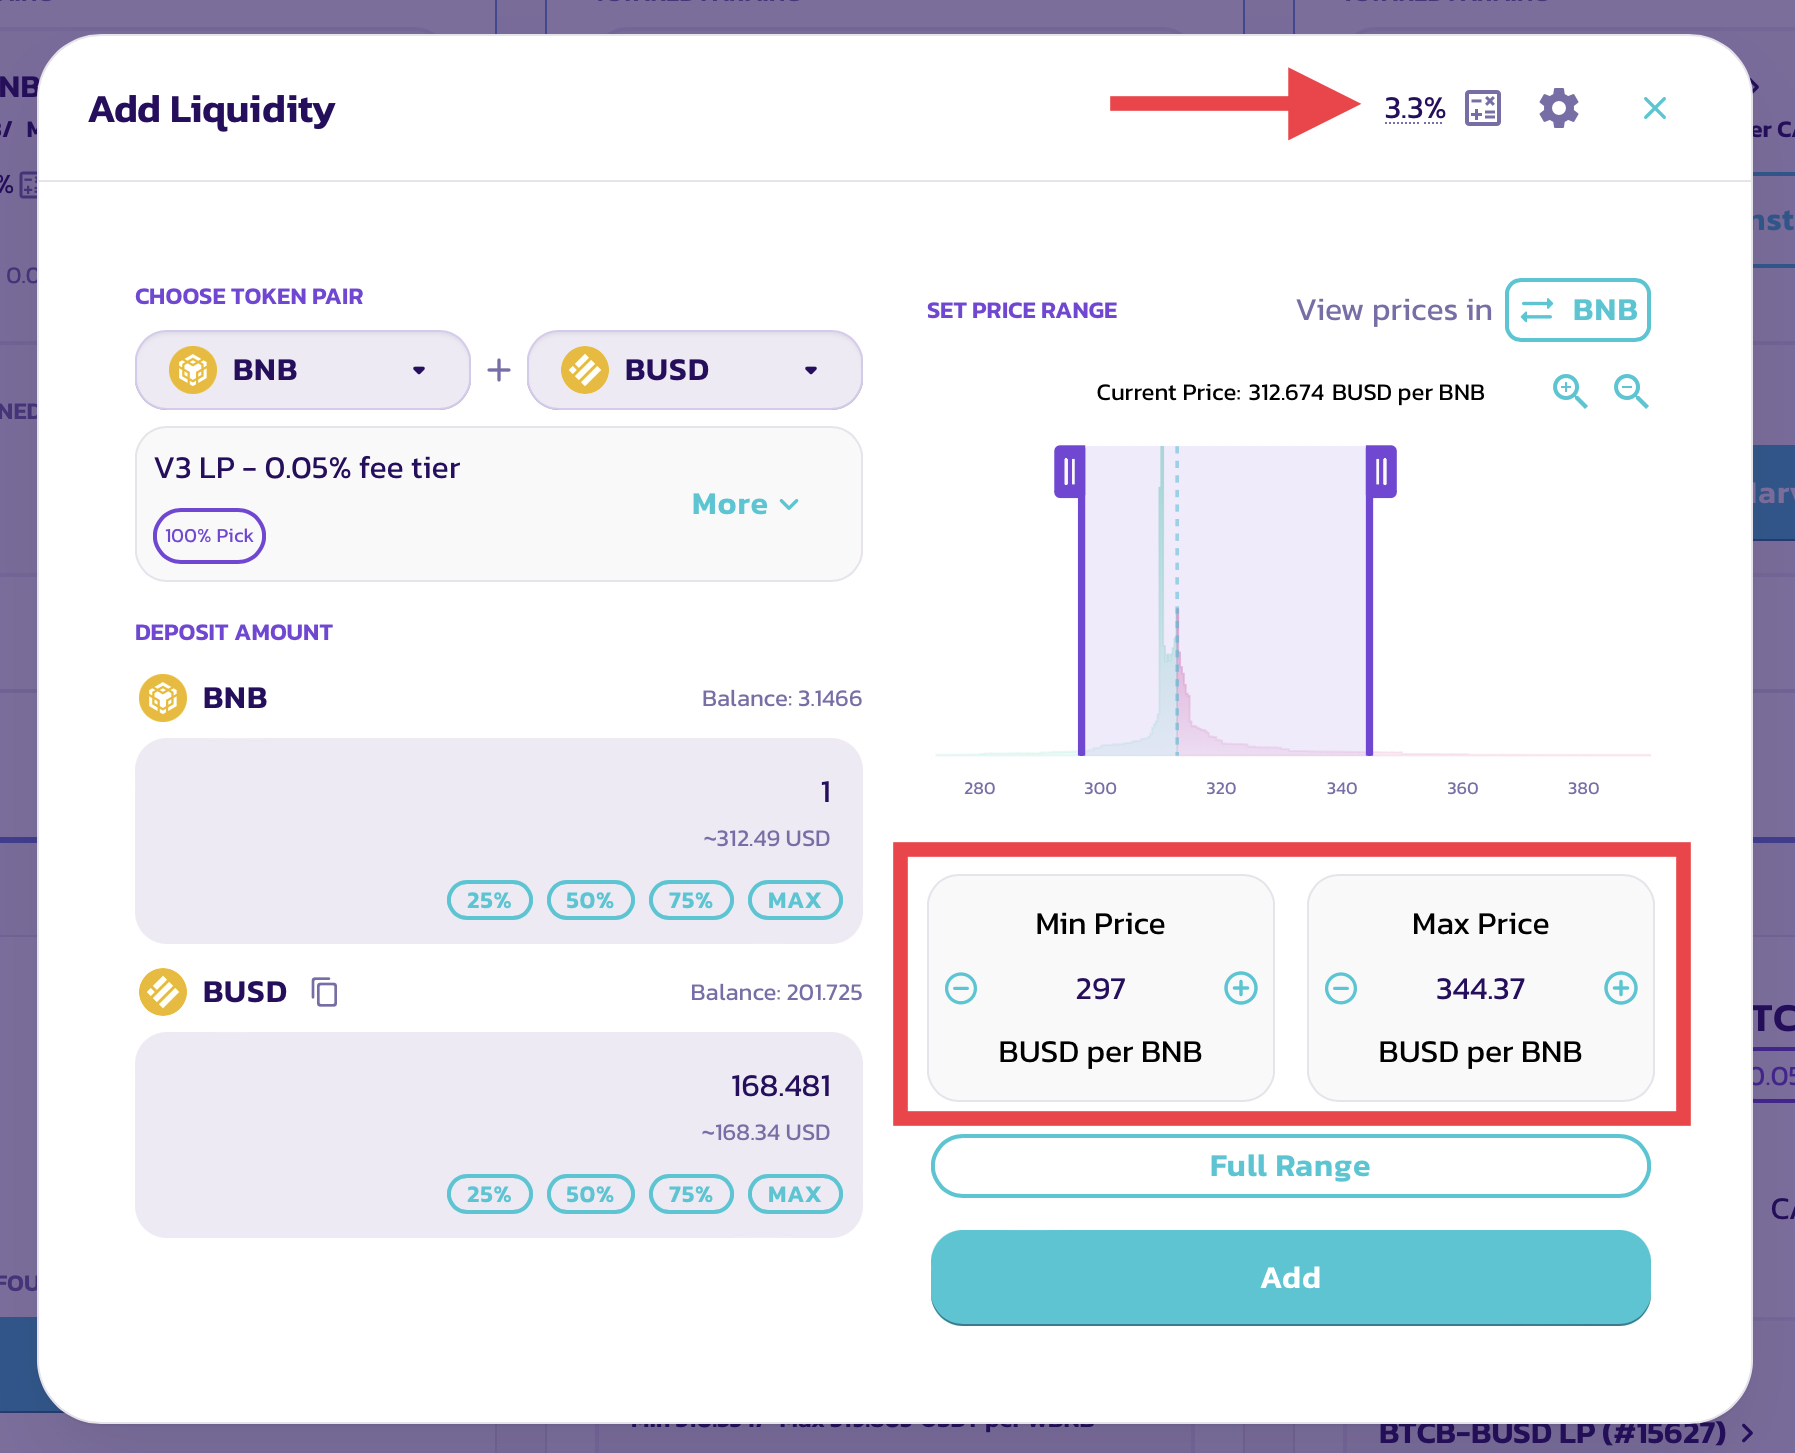 Add Liquidity
3.3%
CHOOSE TOKEN PAIR
BNB + BUSD
V3 LP - 0.05% fee tier
100% Pick
More
DEPOSIT AMOUNT
BNB
Balance: 3.1466
1
~312.49 USD
25% 50% 75% MAX
BUSD
Balance: 201.725
168.481
~168.34 USD
25% 50% 75% MAX
SET PRICE RANGE
View prices in BNB
Current Price: 312.674 BUSD per BNB
280 300 320 340 360 380
Min Price
297
BUSD per BNB
Max Price
344.37
BUSD per BNB
Full Range
Add
BTCB-BUSD LP (#15627)